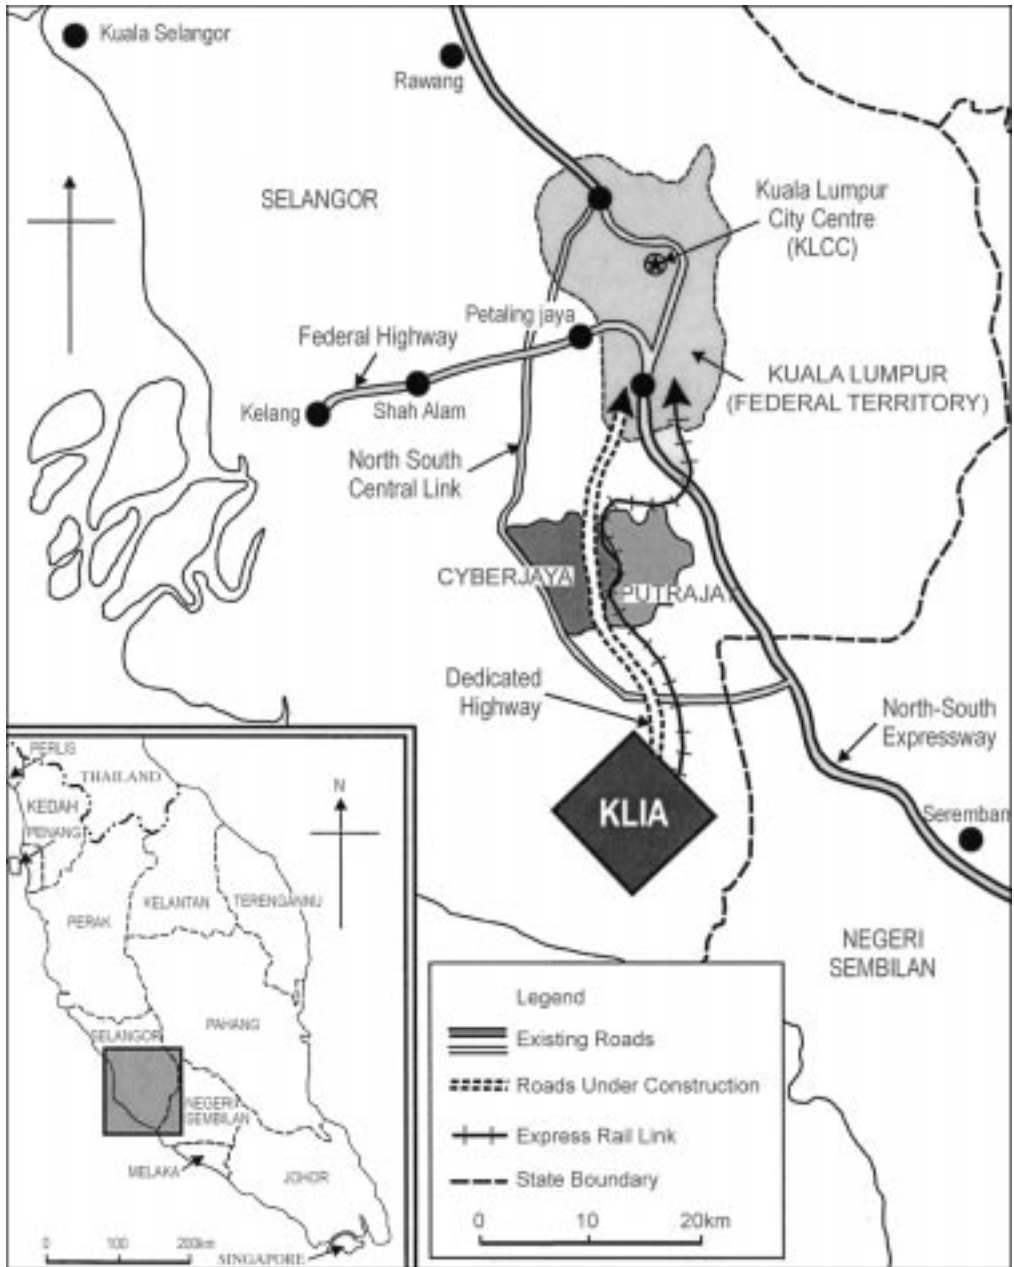 Kuala Selangor
Rawang
SELANGOR
Kuala Lumpur
City Centre
(KLCC)
Petaling jaya
Federal Highway
KUALA LUMPUR
(FEDERAL TERRITORY)
Kelang
Shah Alam
North South
Central Link
CYBERJAYA
PUTRAJAY
Dedicated
Highway
North-South
Expressway
KLIA
Seremban
NEGERI
SEMBILAN
PERLIS
THAILAND
KEDAH
PENANG
N
PERAK
KELANTAN
TERENGANNU
SELANGOR
PAHANG
NEGERI
SEMBILAN
MELAKA
JOHOR
SINGAPORE
0 100 200km
Legend
Existing Roads
Roads Under Construction
Express Rail Link
State Boundary
0 10 20km